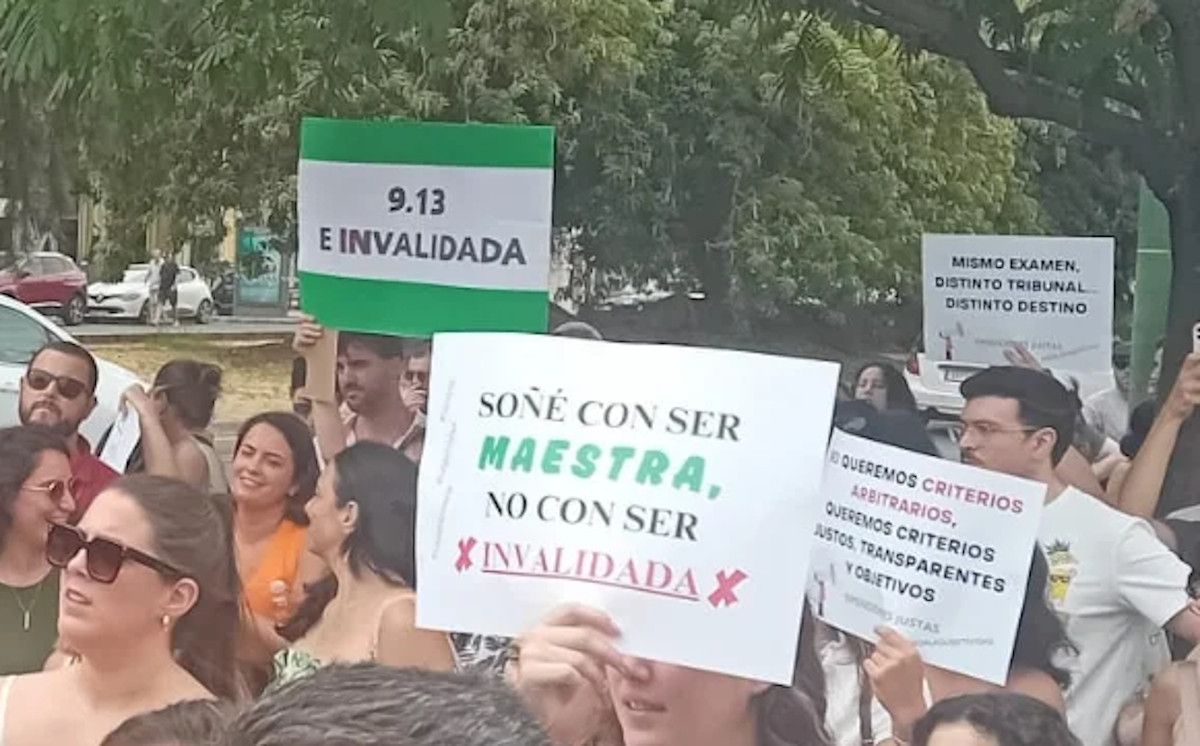 9.13
E INVALIDADA
MISMO EXAMEN,
DISTINTO TRIBUNAL...
DISTINTO DESTINO
SOÑÉ CON SER
MAESTRA,
NO CON SER
INVALIDADA
QUEREMOS CRITERIOS
ARBITRARIOS,
QUEREMOS CRITERIOS
JUSTOS, TRANSPARENTES
Y OBJETIVOS
JUSTAS